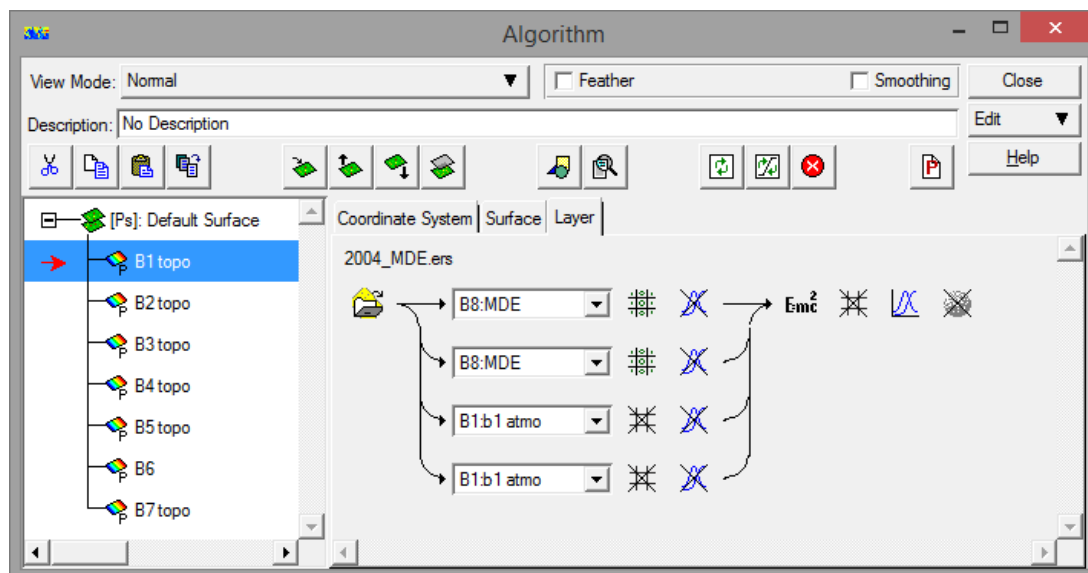 Algorithm
View Mode: Normal
Feather
Smoothing
Close
Description: No Description
Edit
Help
[Ps]: Default Surface
B1 topo
B2 topo
B3 topo
B4 topo
B5 topo
B6
B7 topo
Coordinate System Surface Layer
2004_MDE.ers
B8:MDE
Emc²
B8:MDE
B1:b1 atmo
B1:b1 atmo